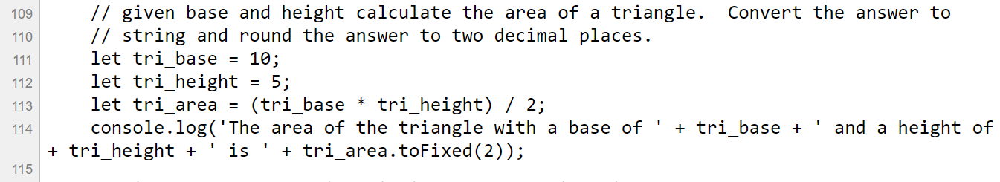 109 // given base and height calculate the area of a triangle.  Convert the answer to
110 // string and round the answer to two decimal places.
111 let tri_base = 10;
112 let tri_height = 5;
113 let tri_area = (tri_base * tri_height) / 2;
114 console.log('The area of the triangle with a base of ' + tri_base + ' and a height of
+ tri_height + ' is ' + tri_area.toFixed(2));
115